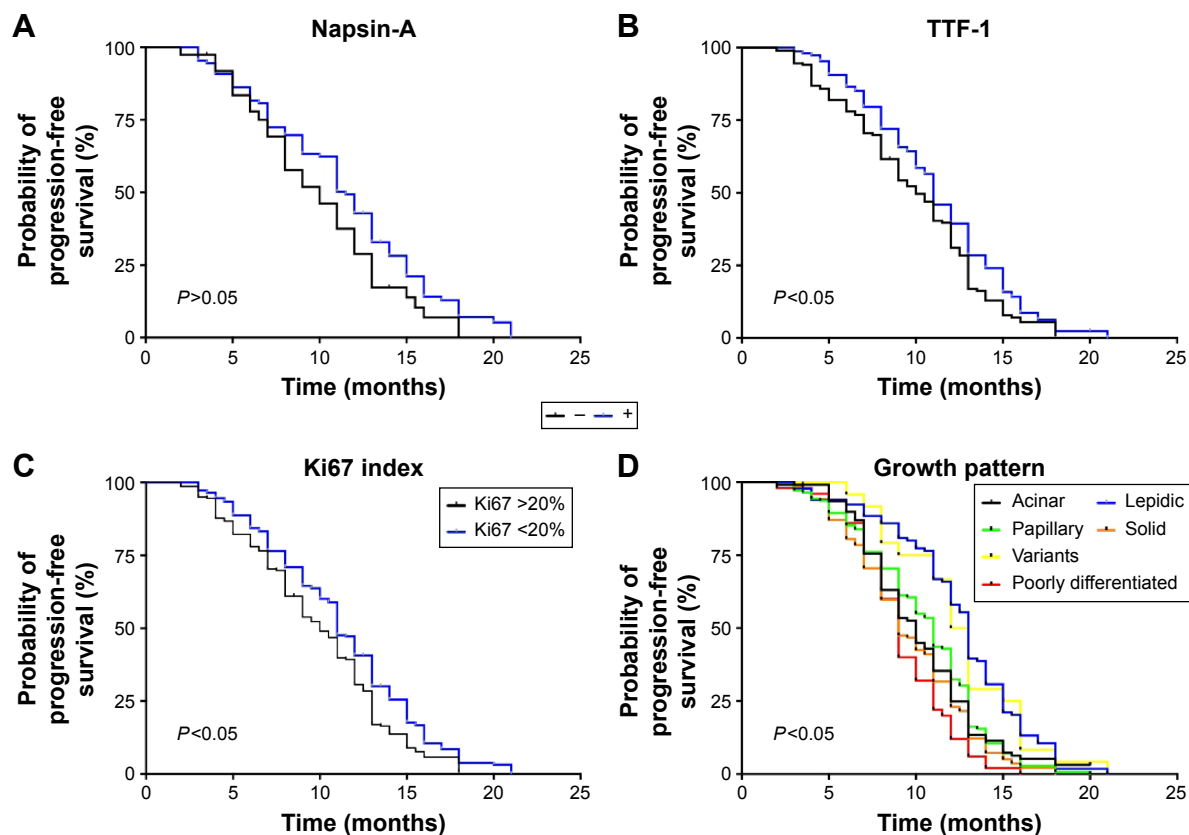 A
Napsin-A
Probability of
progression-free
survival (%)
100
75
50
25
0
P>0.05
0 5 10 15 20 25
Time (months)
B
TTF-1
Probability of
progression-free
survival (%)
100
75
50
25
0
P<0.05
0 5 10 15 20 25
Time (months)
– +
C
Ki67 index
Probability of
progression-free
survival (%)
100
75
50
25
0
Ki67 >20%
Ki67 <20%
P<0.05
0 5 10 15 20 25
Time (months)
D
Growth pattern
Probability of
progression-free
survival (%)
100
75
50
25
0
Acinar Lepidic
Papillary Solid
Variants
Poorly differentiated
P<0.05
0 5 10 15 20 25
Time (months)